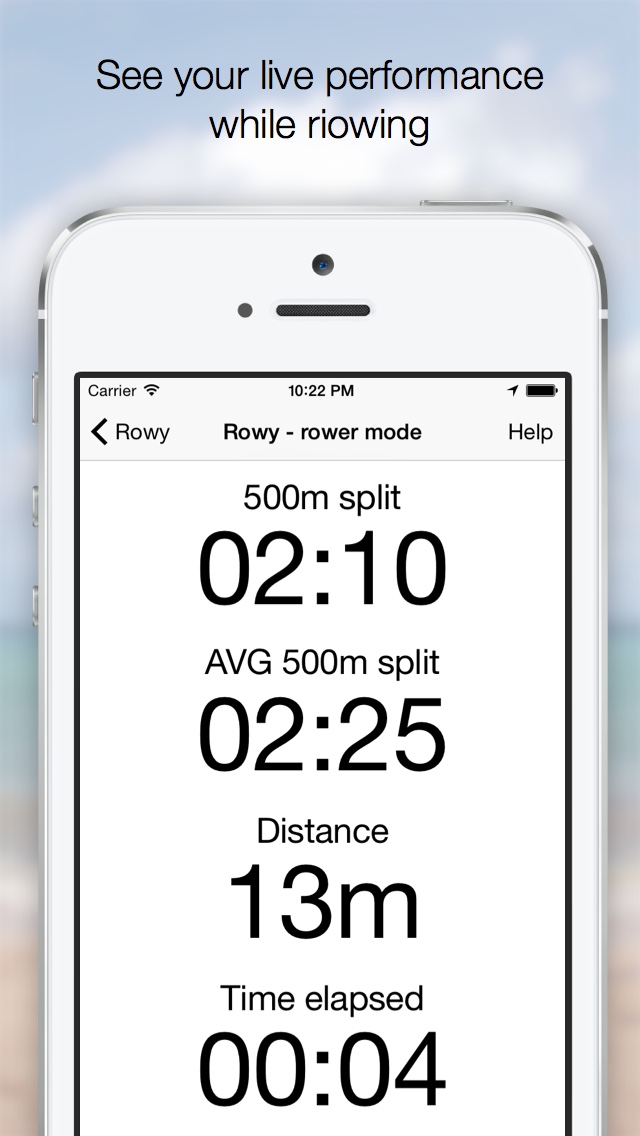 See your live performance
while riowing
Carrier 10:22 PM
Rowy Rowy - rower mode Help
500m split
02:10
AVG 500m split
02:25
Distance
13m
Time elapsed
00:04